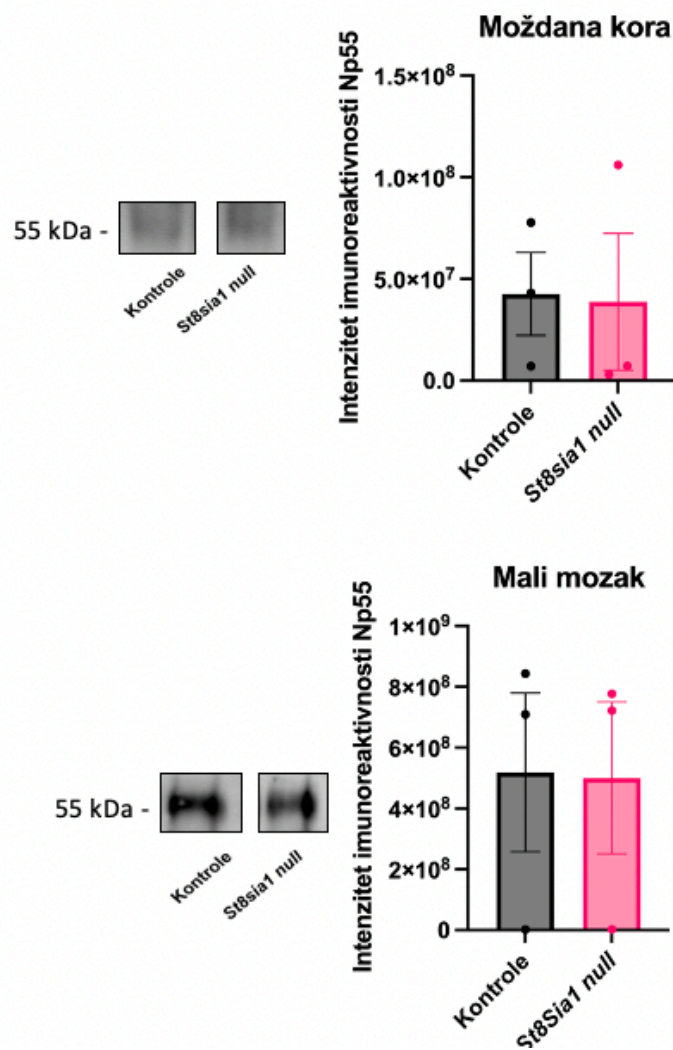 Moždana kora
Intenzitet imunoreaktivnosti Np55
1.5×10⁸
1.0×10⁸
5.0×10⁷
0.0
Kontrole
St8sia1 null
55 kDa -
Kontrole
St8sia1 null
Mali mozak
Intenzitet imunoreaktivnosti Np55
1×10⁹
8×10⁸
6×10⁸
4×10⁸
2×10⁸
0
Kontrole
St8Sia1 null
55 kDa -
Kontrole
St8sia1 null